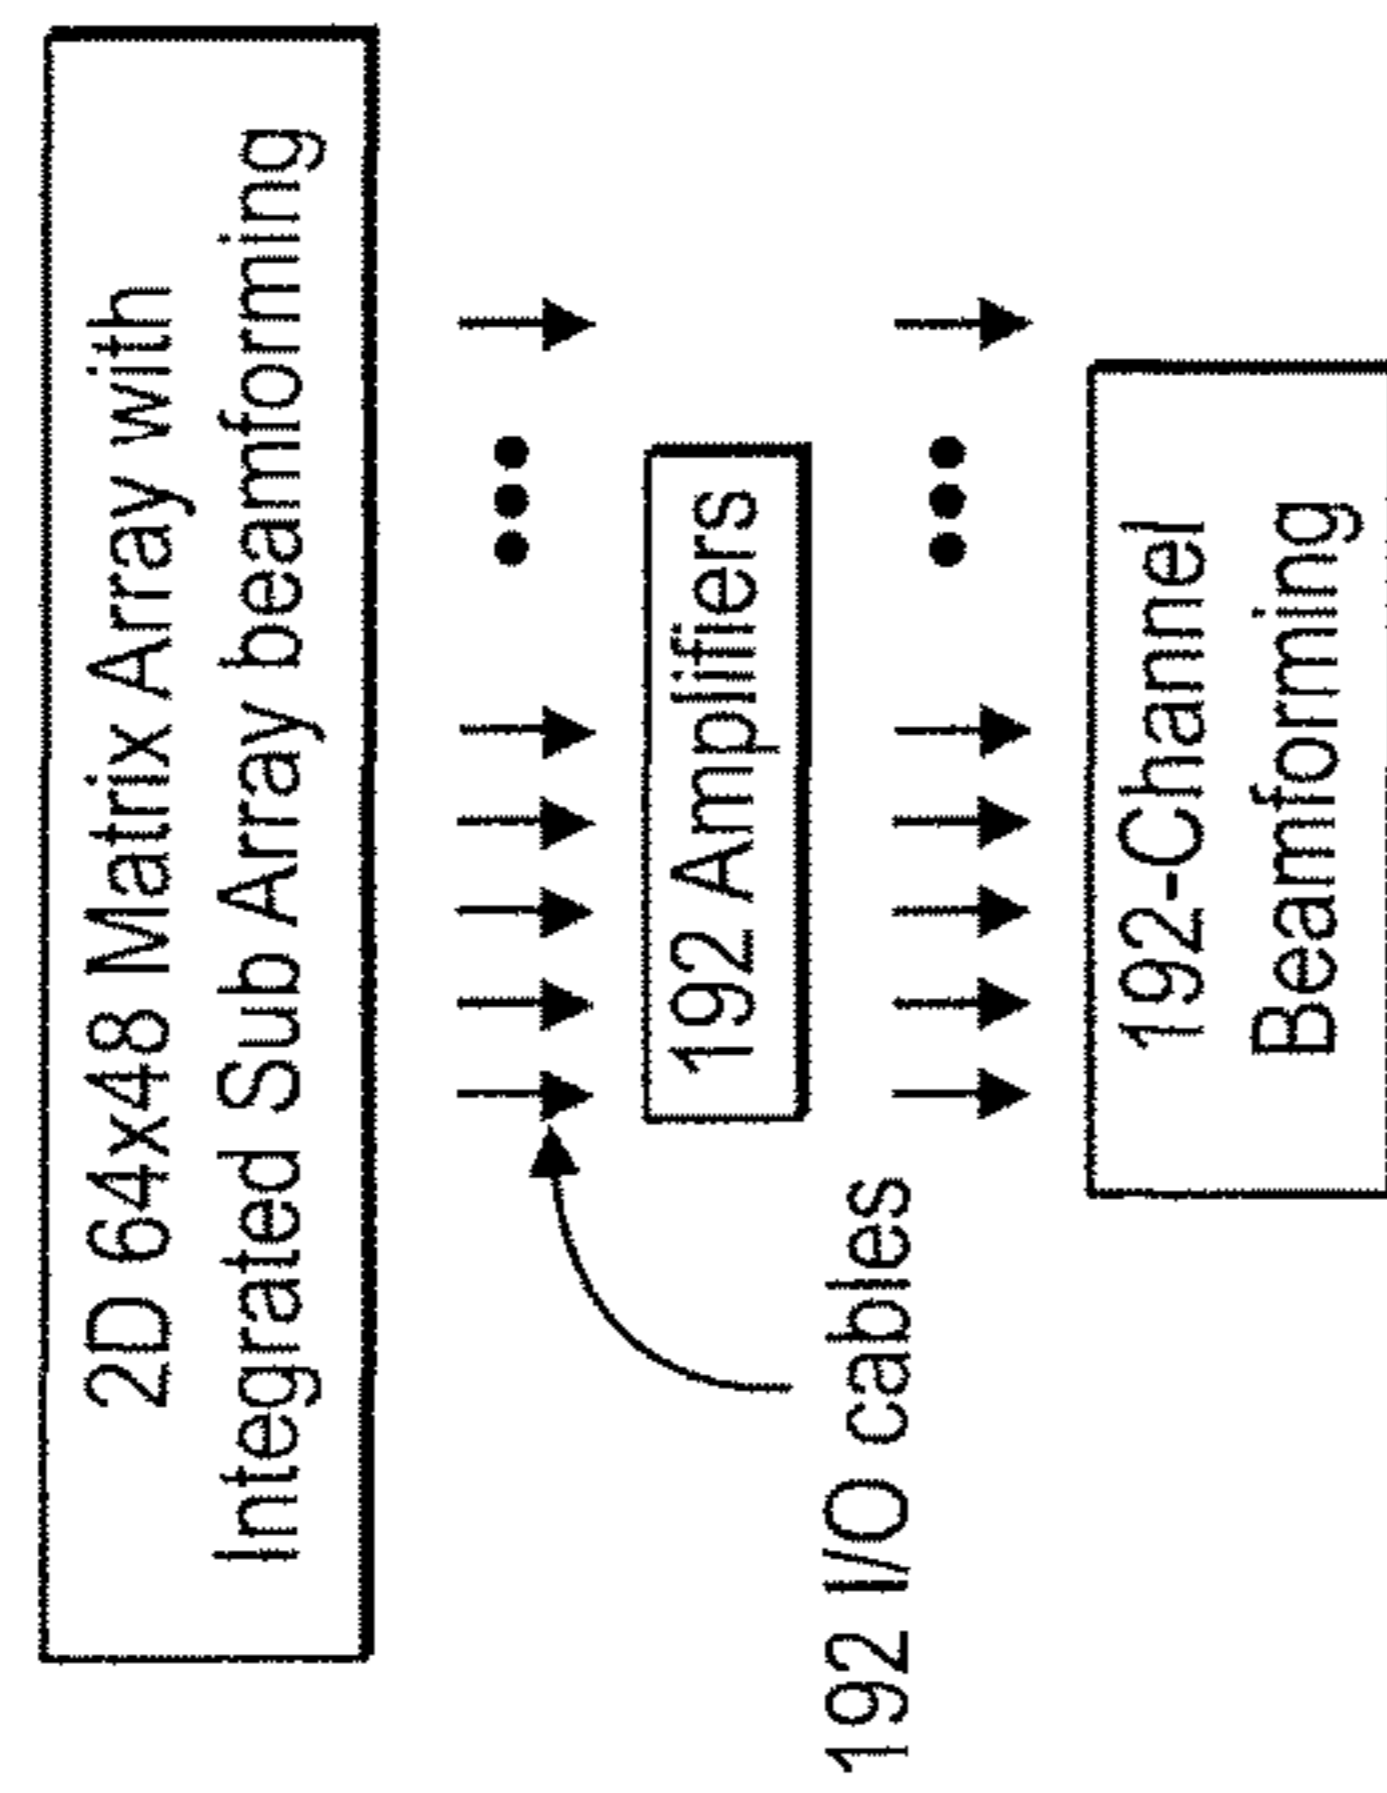 2D 64x48 Matrix Array with
Integrated Sub Array beamforming
192 Amplifiers
192 I/O cables
192-Channel
Beamforming